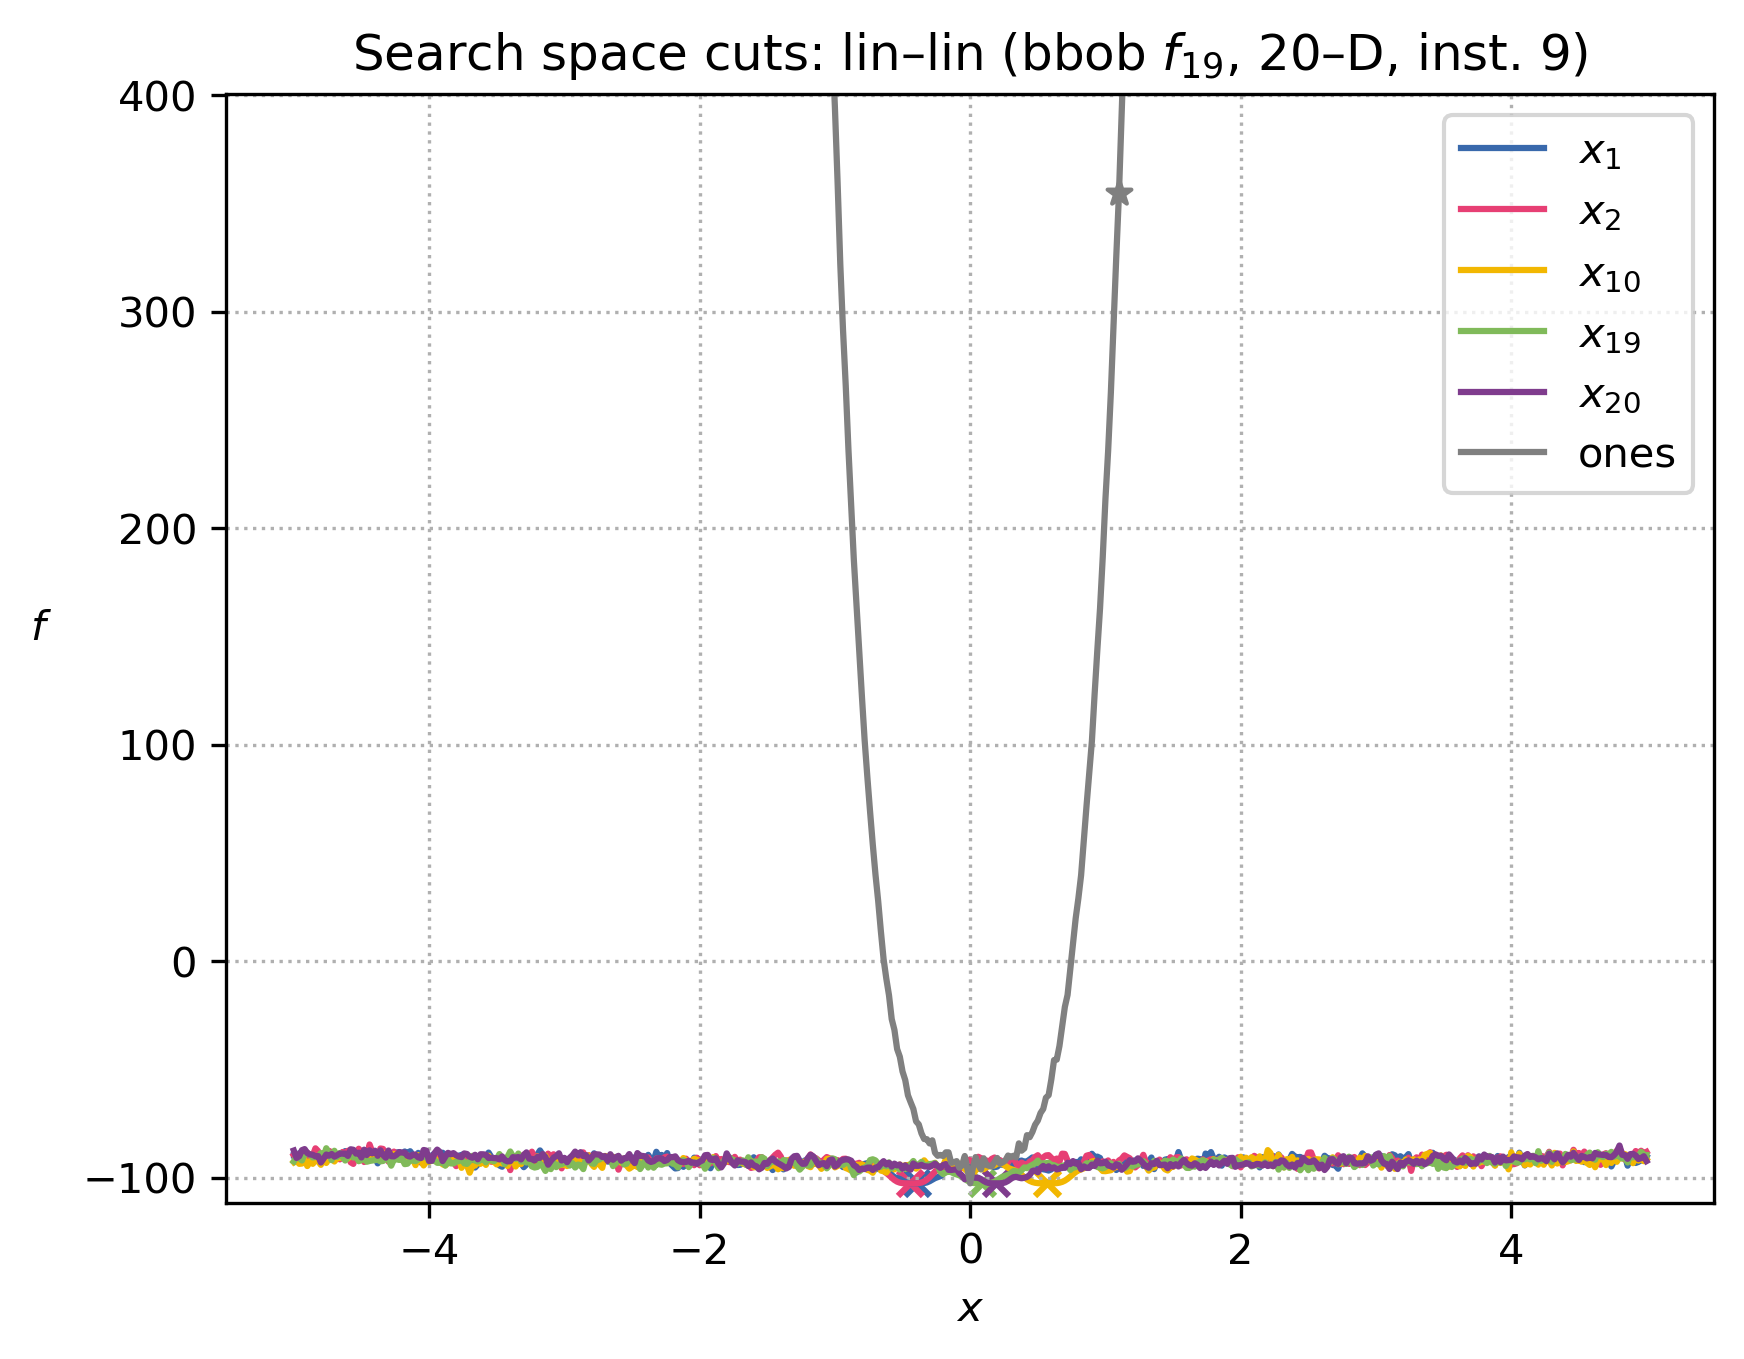 Search space cuts: lin–lin (bbob f19, 20–D, inst. 9)
400
300
200
100
0
−100
f
−4
−2
0
2
4
x
x1
x2
x10
x19
x20
ones